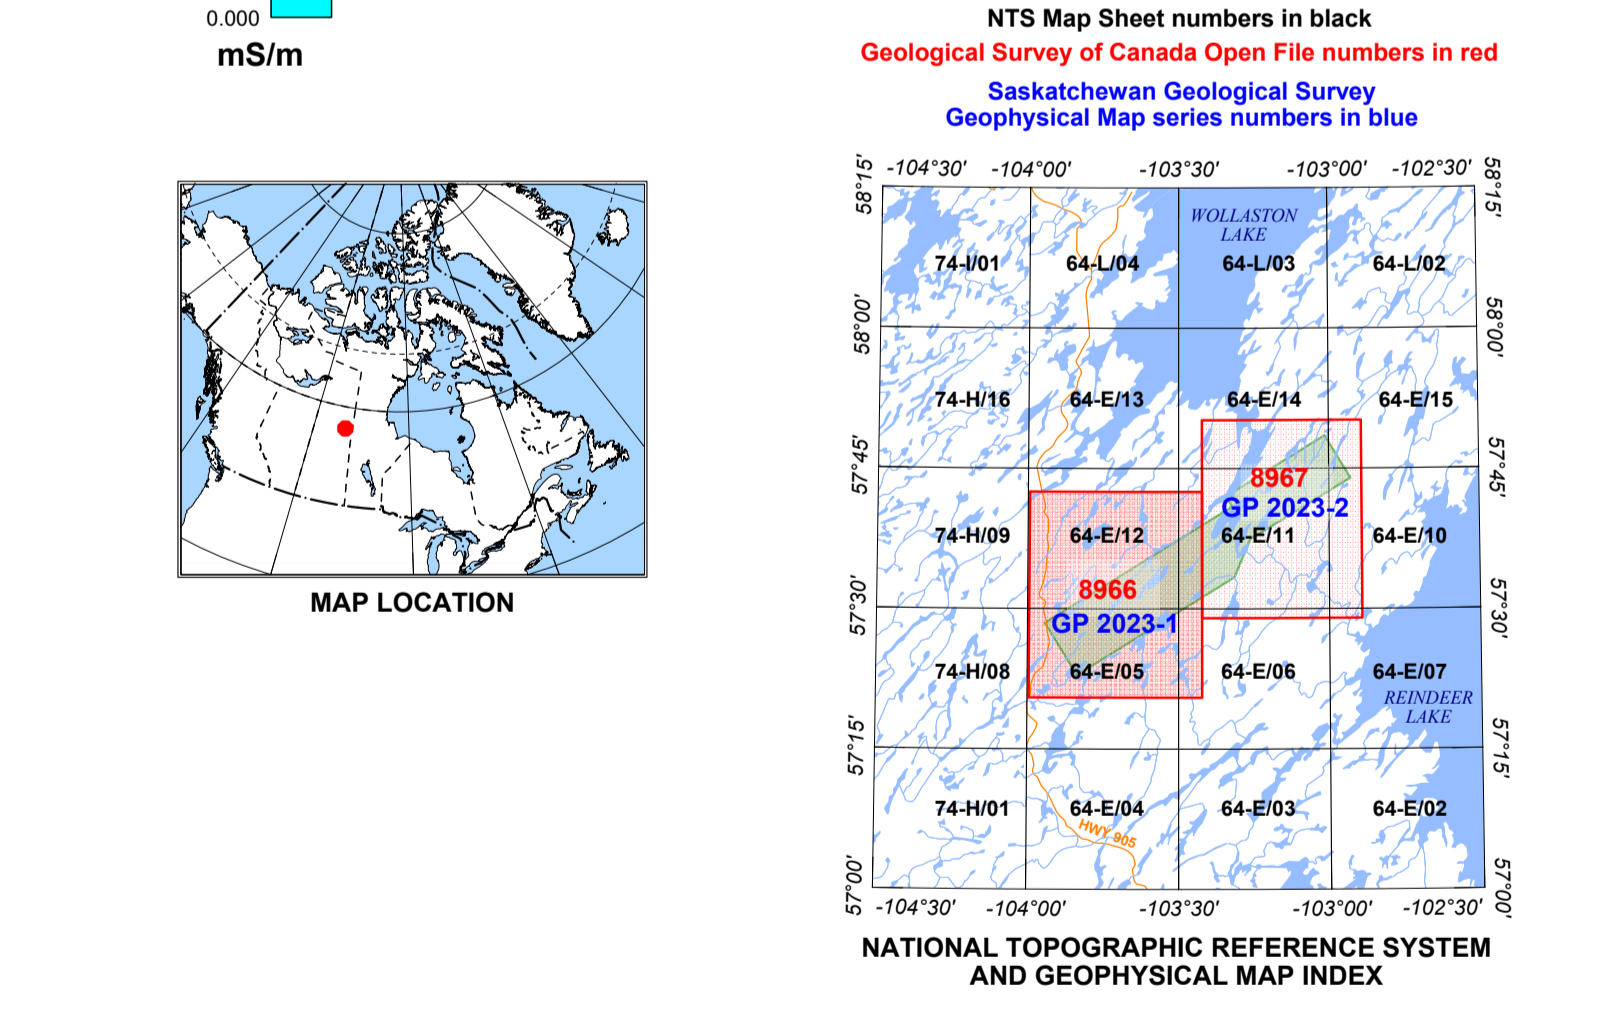 0.000
mS/m
NTS Map Sheet numbers in black
Geological Survey of Canada Open File numbers in red
Saskatchewan Geological Survey
Geophysical Map series numbers in blue
MAP LOCATION
-104°30' -104°00' -103°30' -103°00' -102°30'
58°15' 58°15'
WOLLASTON
LAKE
74-I/01 64-L/04 64-L/03 64-L/02
58°00' 58°00'
74-H/16 64-E/13 64-E/14 64-E/15
57°45' 57°45'
8967
GP 2023-2
74-H/09 64-E/12 64-E/11 64-E/10
8966
57°30' 57°30'
GP 2023-1
74-H/08 64-E/05 64-E/06 64-E/07
REINDEER
LAKE
57°15' 57°15'
74-H/01 64-E/04 64-E/03 64-E/02
HWY 905
57°00' 57°00'
-104°30' -104°00' -103°30' -103°00' -102°30'
NATIONAL TOPOGRAPHIC REFERENCE SYSTEM
AND GEOPHYSICAL MAP INDEX